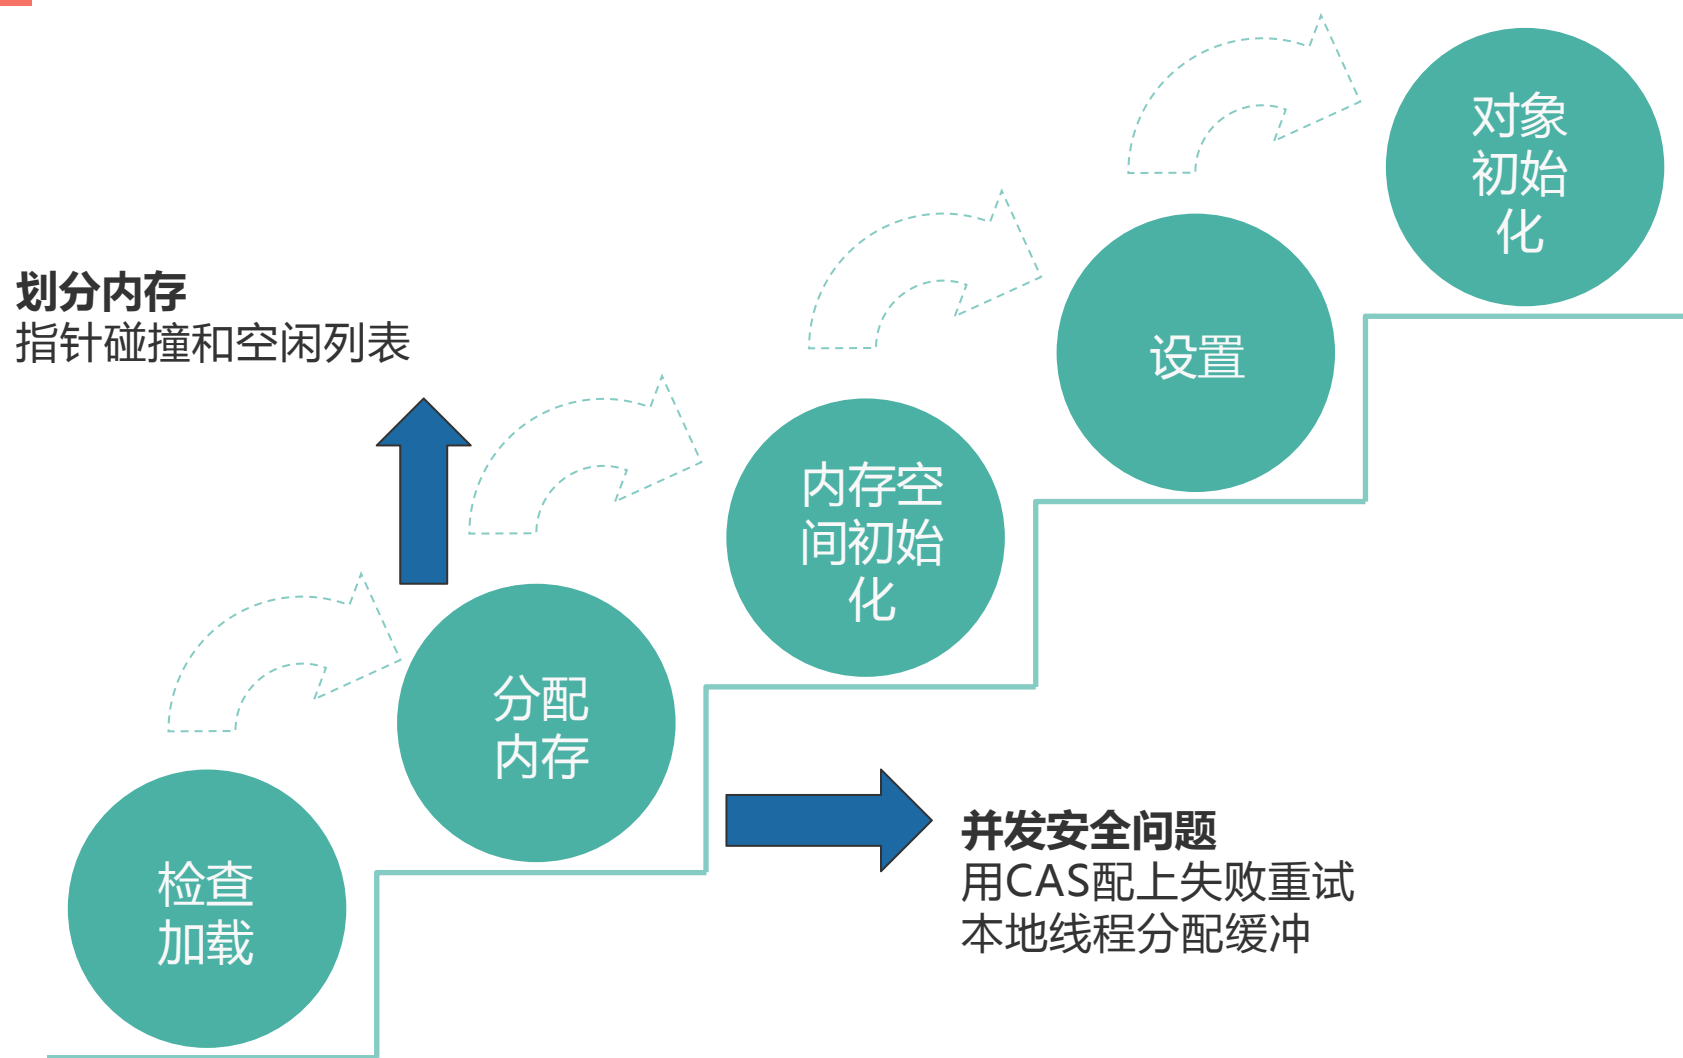 对象
初始
化
划分内存
指针碰撞和空闲列表
设置
内存空
间初始
化
分配
内存
并发安全问题
用CAS配上失败重试
本地线程分配缓冲
检查
加载